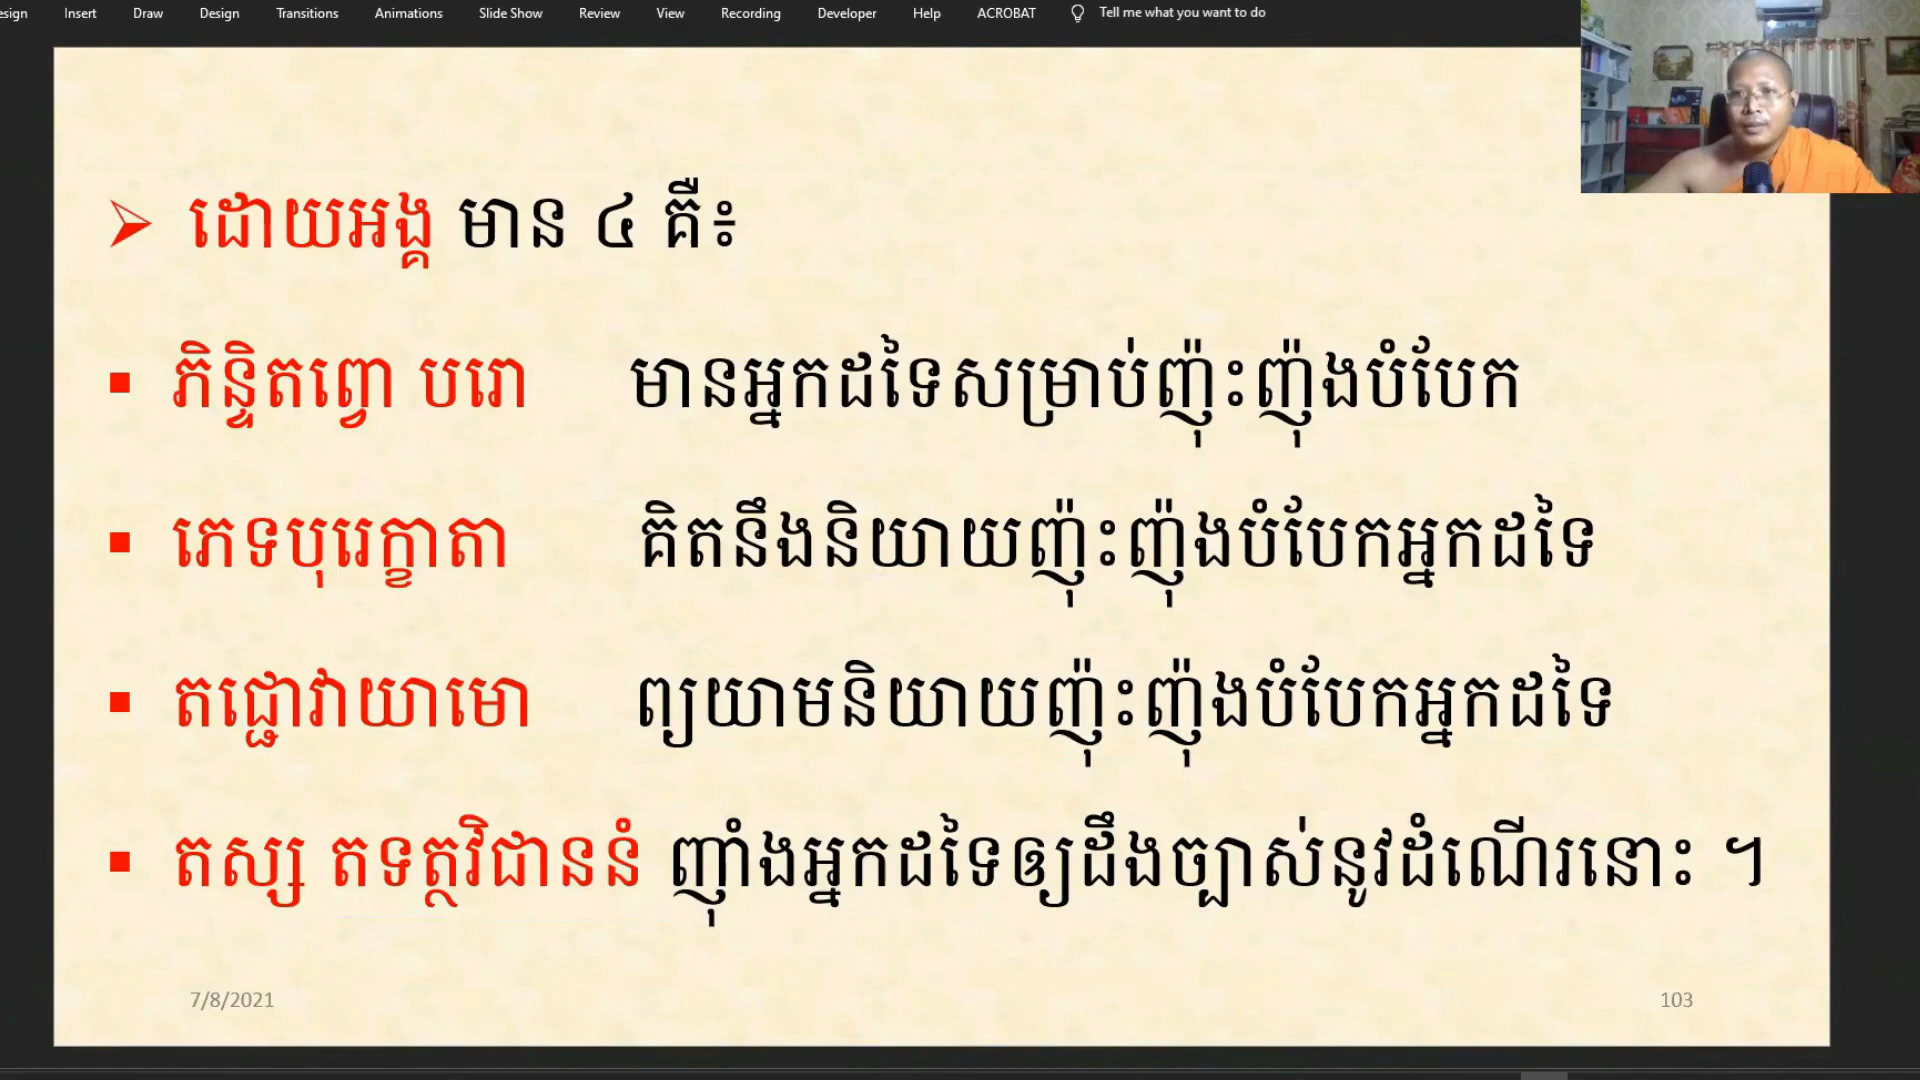 esign Insert Draw Design Transitions Animations Slide Show Review View Recording Developer Help ACROBAT Tell me what you want to do
ដោយអង្គ មាន ៤ គឺ៖
ភិន្ទិតព្វោ បរោ មានអ្នកដទៃសម្រាប់ញ៉ុះញ៉ុងបំបែក
ភេទបុរេក្ខាតា គិតនឹងនិយាយញ៉ុះញ៉ុងបំបែកអ្នកដទៃ
តជ្ជោវាយាមោ ព្យយាមនិយាយញ៉ុះញ៉ុងបំបែកអ្នកដទៃ
តស្ស តទត្ថវិជាននំ ញុាំងអ្នកដទៃឲ្យដឹងច្បាស់នូវដំណើរនោះ ។
7/8/2021 103